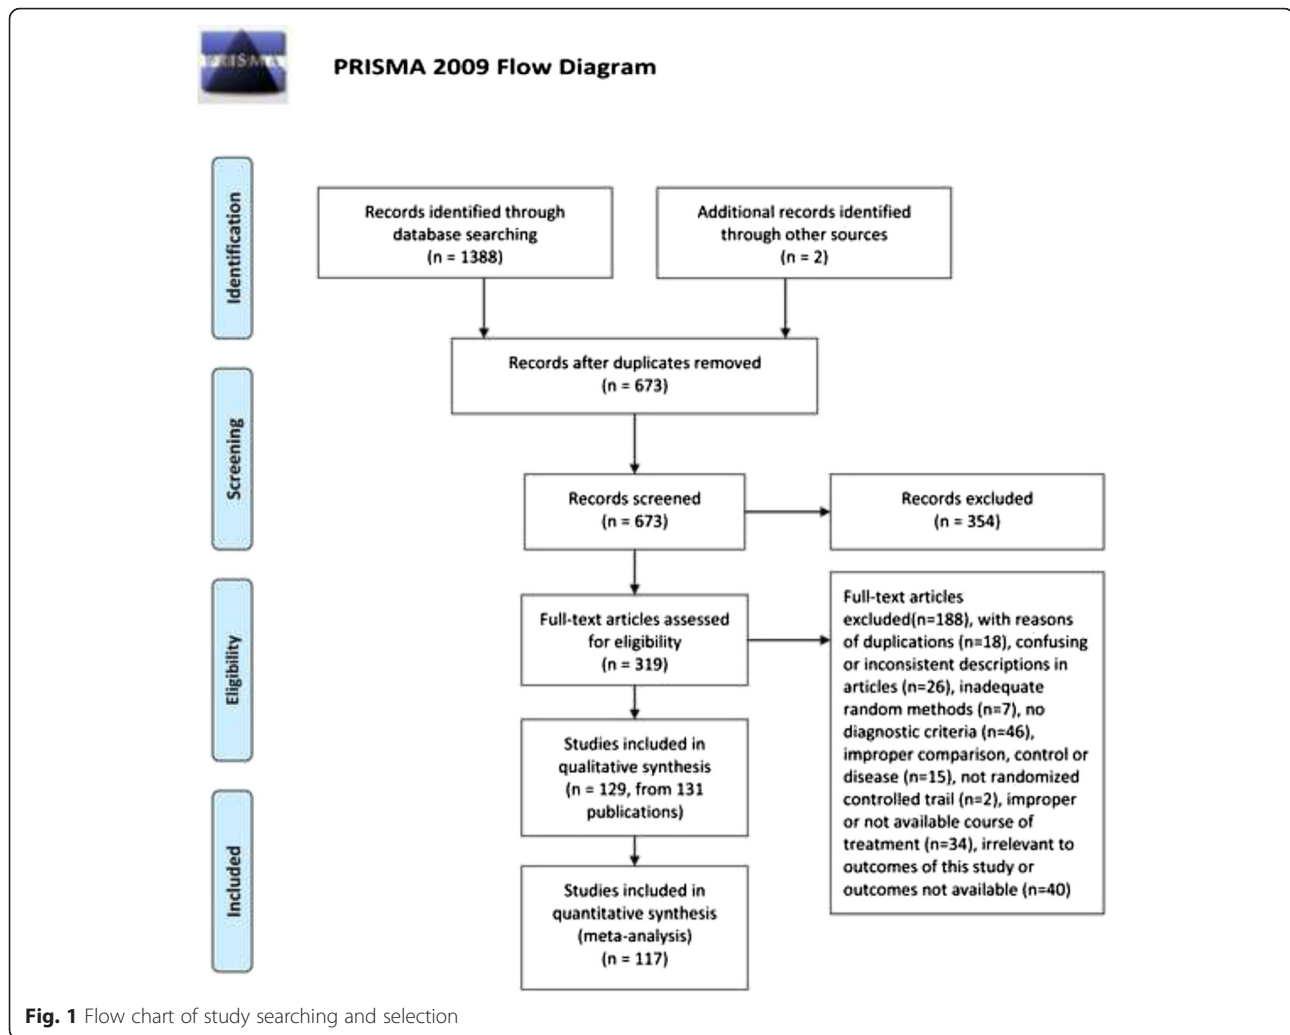 PRISMA
PRISMA 2009 Flow Diagram
Identification
Records identified through
database searching
(n = 1388)
Additional records identified
through other sources
(n = 2)
Records after duplicates removed
(n = 673)
Screening
Records screened
(n = 673)
Records excluded
(n = 354)
Eligibility
Full-text articles assessed
for eligibility
(n = 319)
Full-text articles
excluded(n=188), with reasons
of duplications (n=18), confusing
or inconsistent descriptions in
articles (n=26), inadequate
random methods (n=7), no
diagnostic criteria (n=46),
improper comparison, control or
disease (n=15), not randomized
controlled trail (n=2), improper
or not available course of
treatment (n=34), irrelevant to
outcomes of this study or
outcomes not available (n=40)
Studies included in
qualitative synthesis
(n = 129, from 131
publications)
Included
Studies included in
quantitative synthesis
(meta-analysis)
(n = 117)
Fig. 1 Flow chart of study searching and selection